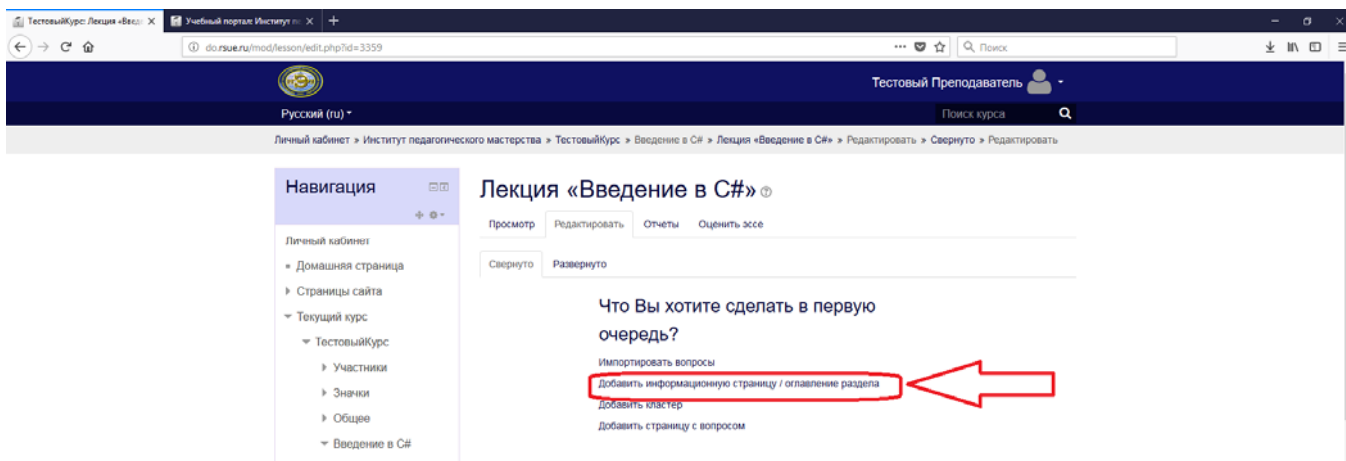 ТестовыйКурс: Лекция «Введ
Учебный портал: Институт п
do.rsue.ru/mod/lesson/edit.php?id=3359
Поиск
Тестовый Преподаватель
Русский (ru)
Поиск курса
Личный кабинет » Институт педагогического мастерства » ТестовыйКурс » Введение в C# » Лекция «Введение в C#» » Редактировать » Свернуто » Редактировать
Навигация
Личный кабинет
Домашняя страница
Страницы сайта
Текущий курс
ТестовыйКурс
Участники
Значки
Общее
Введение в C#
Лекция «Введение в C#»
Просмотр Редактировать Отчеты Оценить эссе
Свернуто Развернуто
Что Вы хотите сделать в первую
очередь?
Импортировать вопросы
Добавить информационную страницу / оглавление раздела
Добавить кластер
Добавить страницу с вопросом